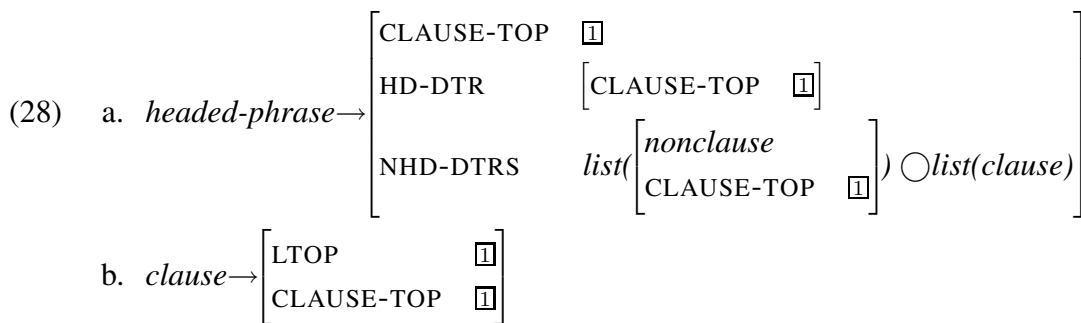 CLAUSE-TOP 1
(28) a. headed-phrase→ HD-DTR [CLAUSE-TOP 1]
NHD-DTRS list([nonclause
CLAUSE-TOP 1]) ○list(clause)
b. clause→ [LTOP 1
CLAUSE-TOP 1]